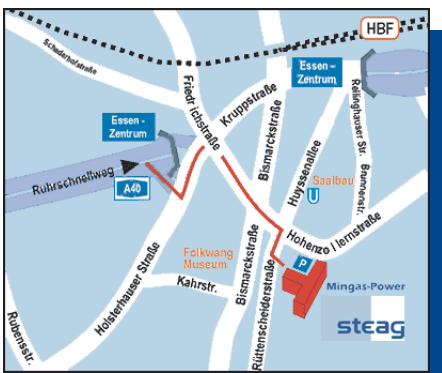 HBF
Schederhofstraße
Essen -
Zentrum
Friedrichstraße
Kruppstraße
Essen -
Zentrum
Rellinghauser Str.
Bismarckstraße
Huyssenallee
Ruhrschnellweg
A40
Saalbau
U
Brunnenstr.
Hohenzollernstraße
Folkwang
Museum
P
Holsterhauser Straße
Kahrstr.
Bismarckstraße
Rüttenscheiderstraße
Mingas-Power
steag
Rubensstr.